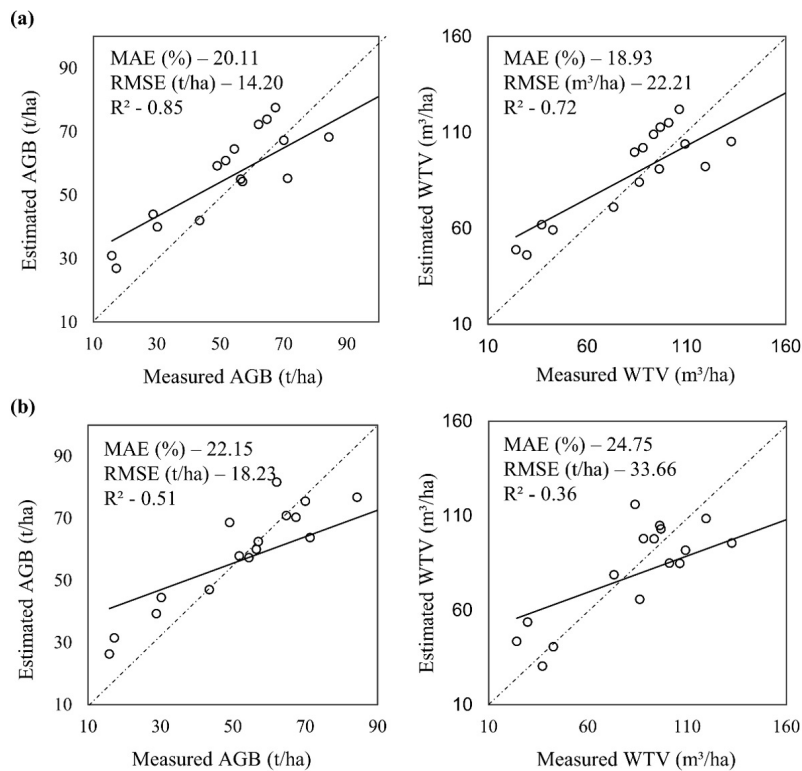 (a)
MAE (%) – 20.11
RMSE (t/ha) – 14.20
R² - 0.85
Estimated AGB (t/ha)
90
70
50
30
10
10 30 50 70 90
Measured AGB (t/ha)
MAE (%) – 18.93
RMSE (m³/ha) – 22.21
R² - 0.72
Estimated WTV (m³/ha)
160
110
60
10
10 60 110 160
Measured WTV (m³/ha)
(b)
MAE (%) – 22.15
RMSE (t/ha) – 18.23
R² - 0.51
Estimated AGB (t/ha)
90
70
50
30
10
10 30 50 70 90
Measured AGB (t/ha)
MAE (%) – 24.75
RMSE (t/ha) – 33.66
R² - 0.36
Estimated WTV (m³/ha)
160
110
60
10
10 60 110 160
Measured WTV (m³/ha)